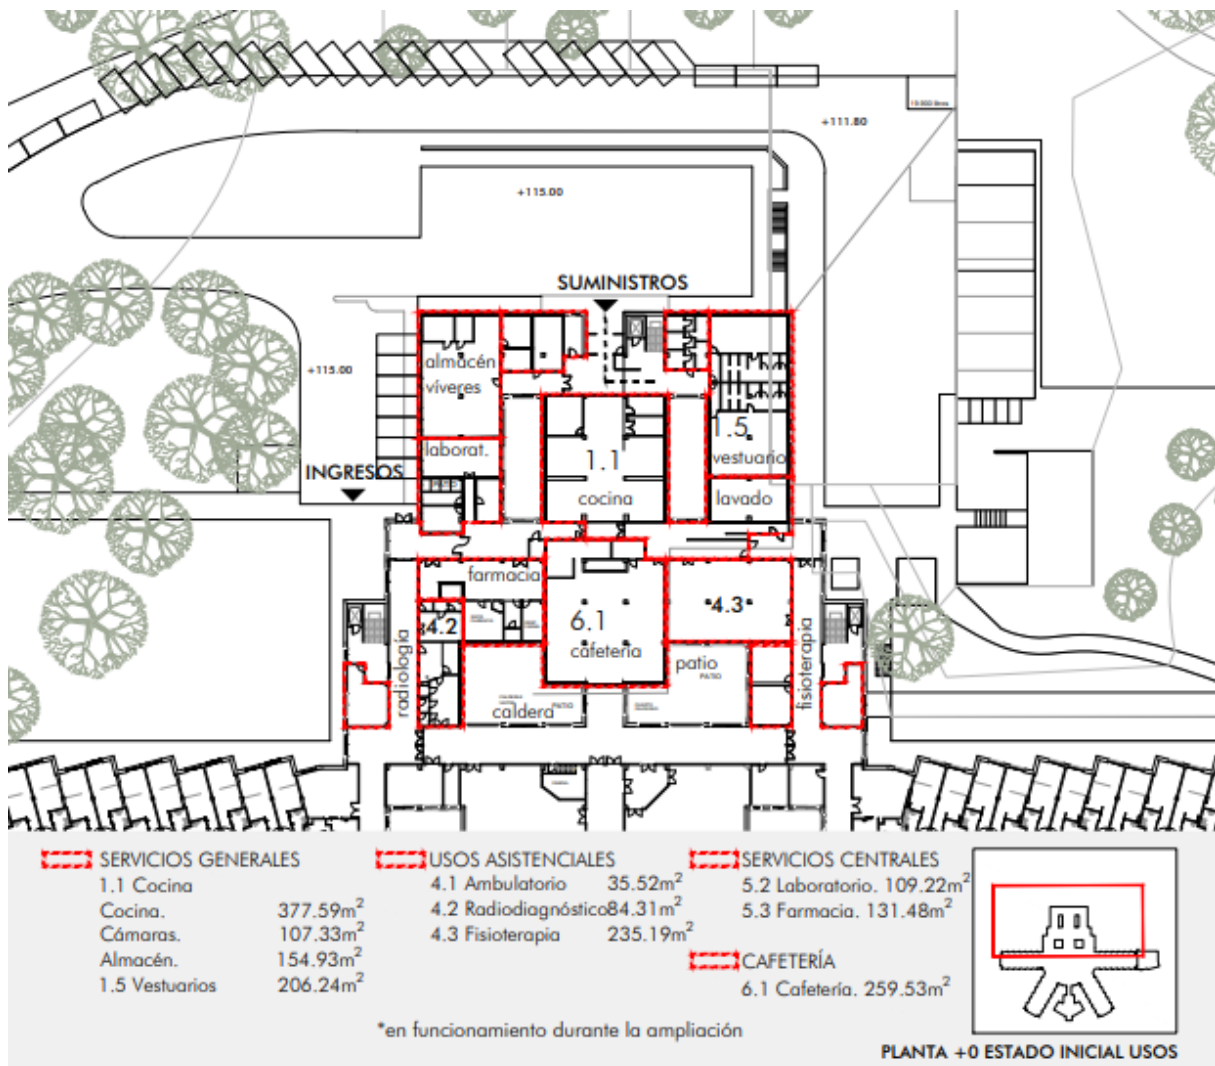 +111.80
+115.00
SUMINISTROS
almacén
víveres
+115.00
1.5
laborat.
vestuario
INGRESOS
1.1
cocina
lavado
farmacia
4.2
6.1
4.3
cafetería
radiología
fisioterapia
patio
PATIO
caldera
PATIO
SERVICIOS GENERALES
1.1 Cocina
Cocina. 377.59m²
Cámaras. 107.33m²
Almacén. 154.93m²
1.5 Vestuarios 206.24m²
USOS ASISTENCIALES
4.1 Ambulatorio 35.52m²
4.2 Radiodiagnóstico 84.31m²
4.3 Fisioterapia 235.19m²
SERVICIOS CENTRALES
5.2 Laboratorio. 109.22m²
5.3 Farmacia. 131.48m²
CAFETERÍA
6.1 Cafetería. 259.53m²
*en funcionamiento durante la ampliación
PLANTA +0 ESTADO INICIAL USOS